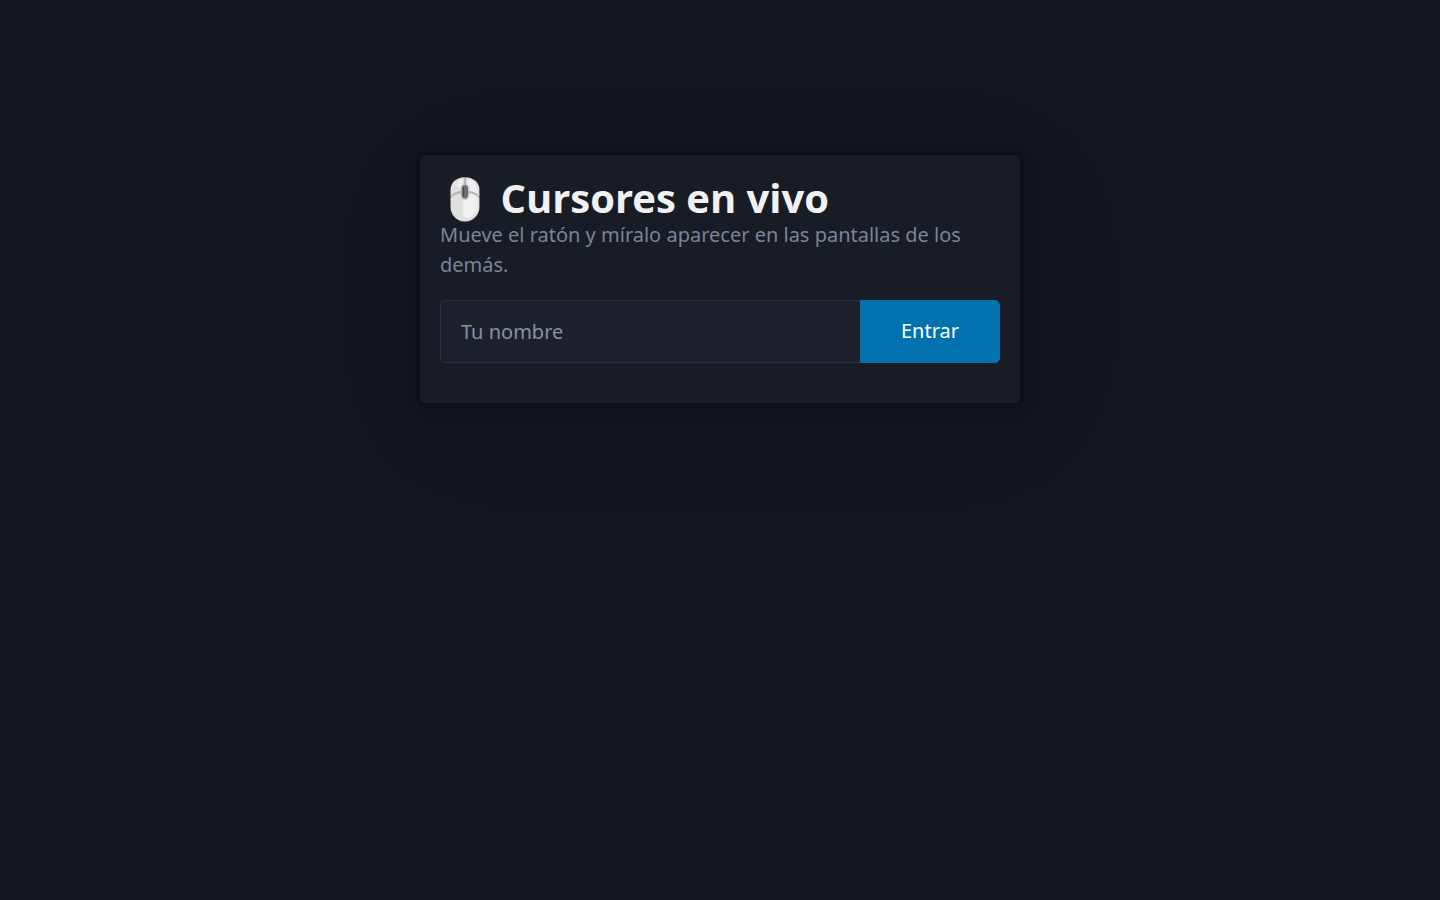 Cursores en vivo
Mueve el ratón y míralo aparecer en las pantallas de los
demás.
Tu nombre
Entrar